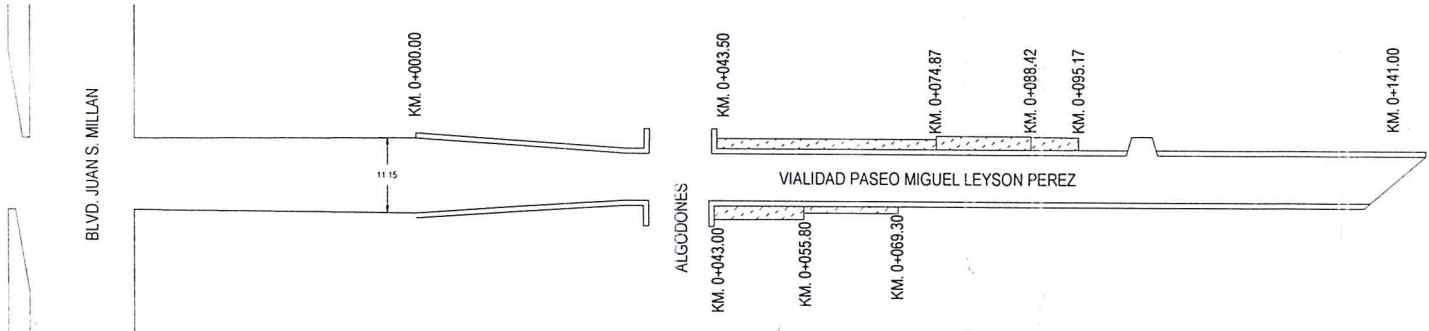 BLVD. JUAN S. MILLAN
KM. 0+000.00
11.15
KM. 0+043.50
KM. 0+074.87
KM. 0+088.42
KM. 0+095.17
KM. 0+141.00
VIALIDAD PASEO MIGUEL LEYSON PEREZ
ALGODONES
KM. 0+043.00
KM. 0+055.80
KM. 0+069.30